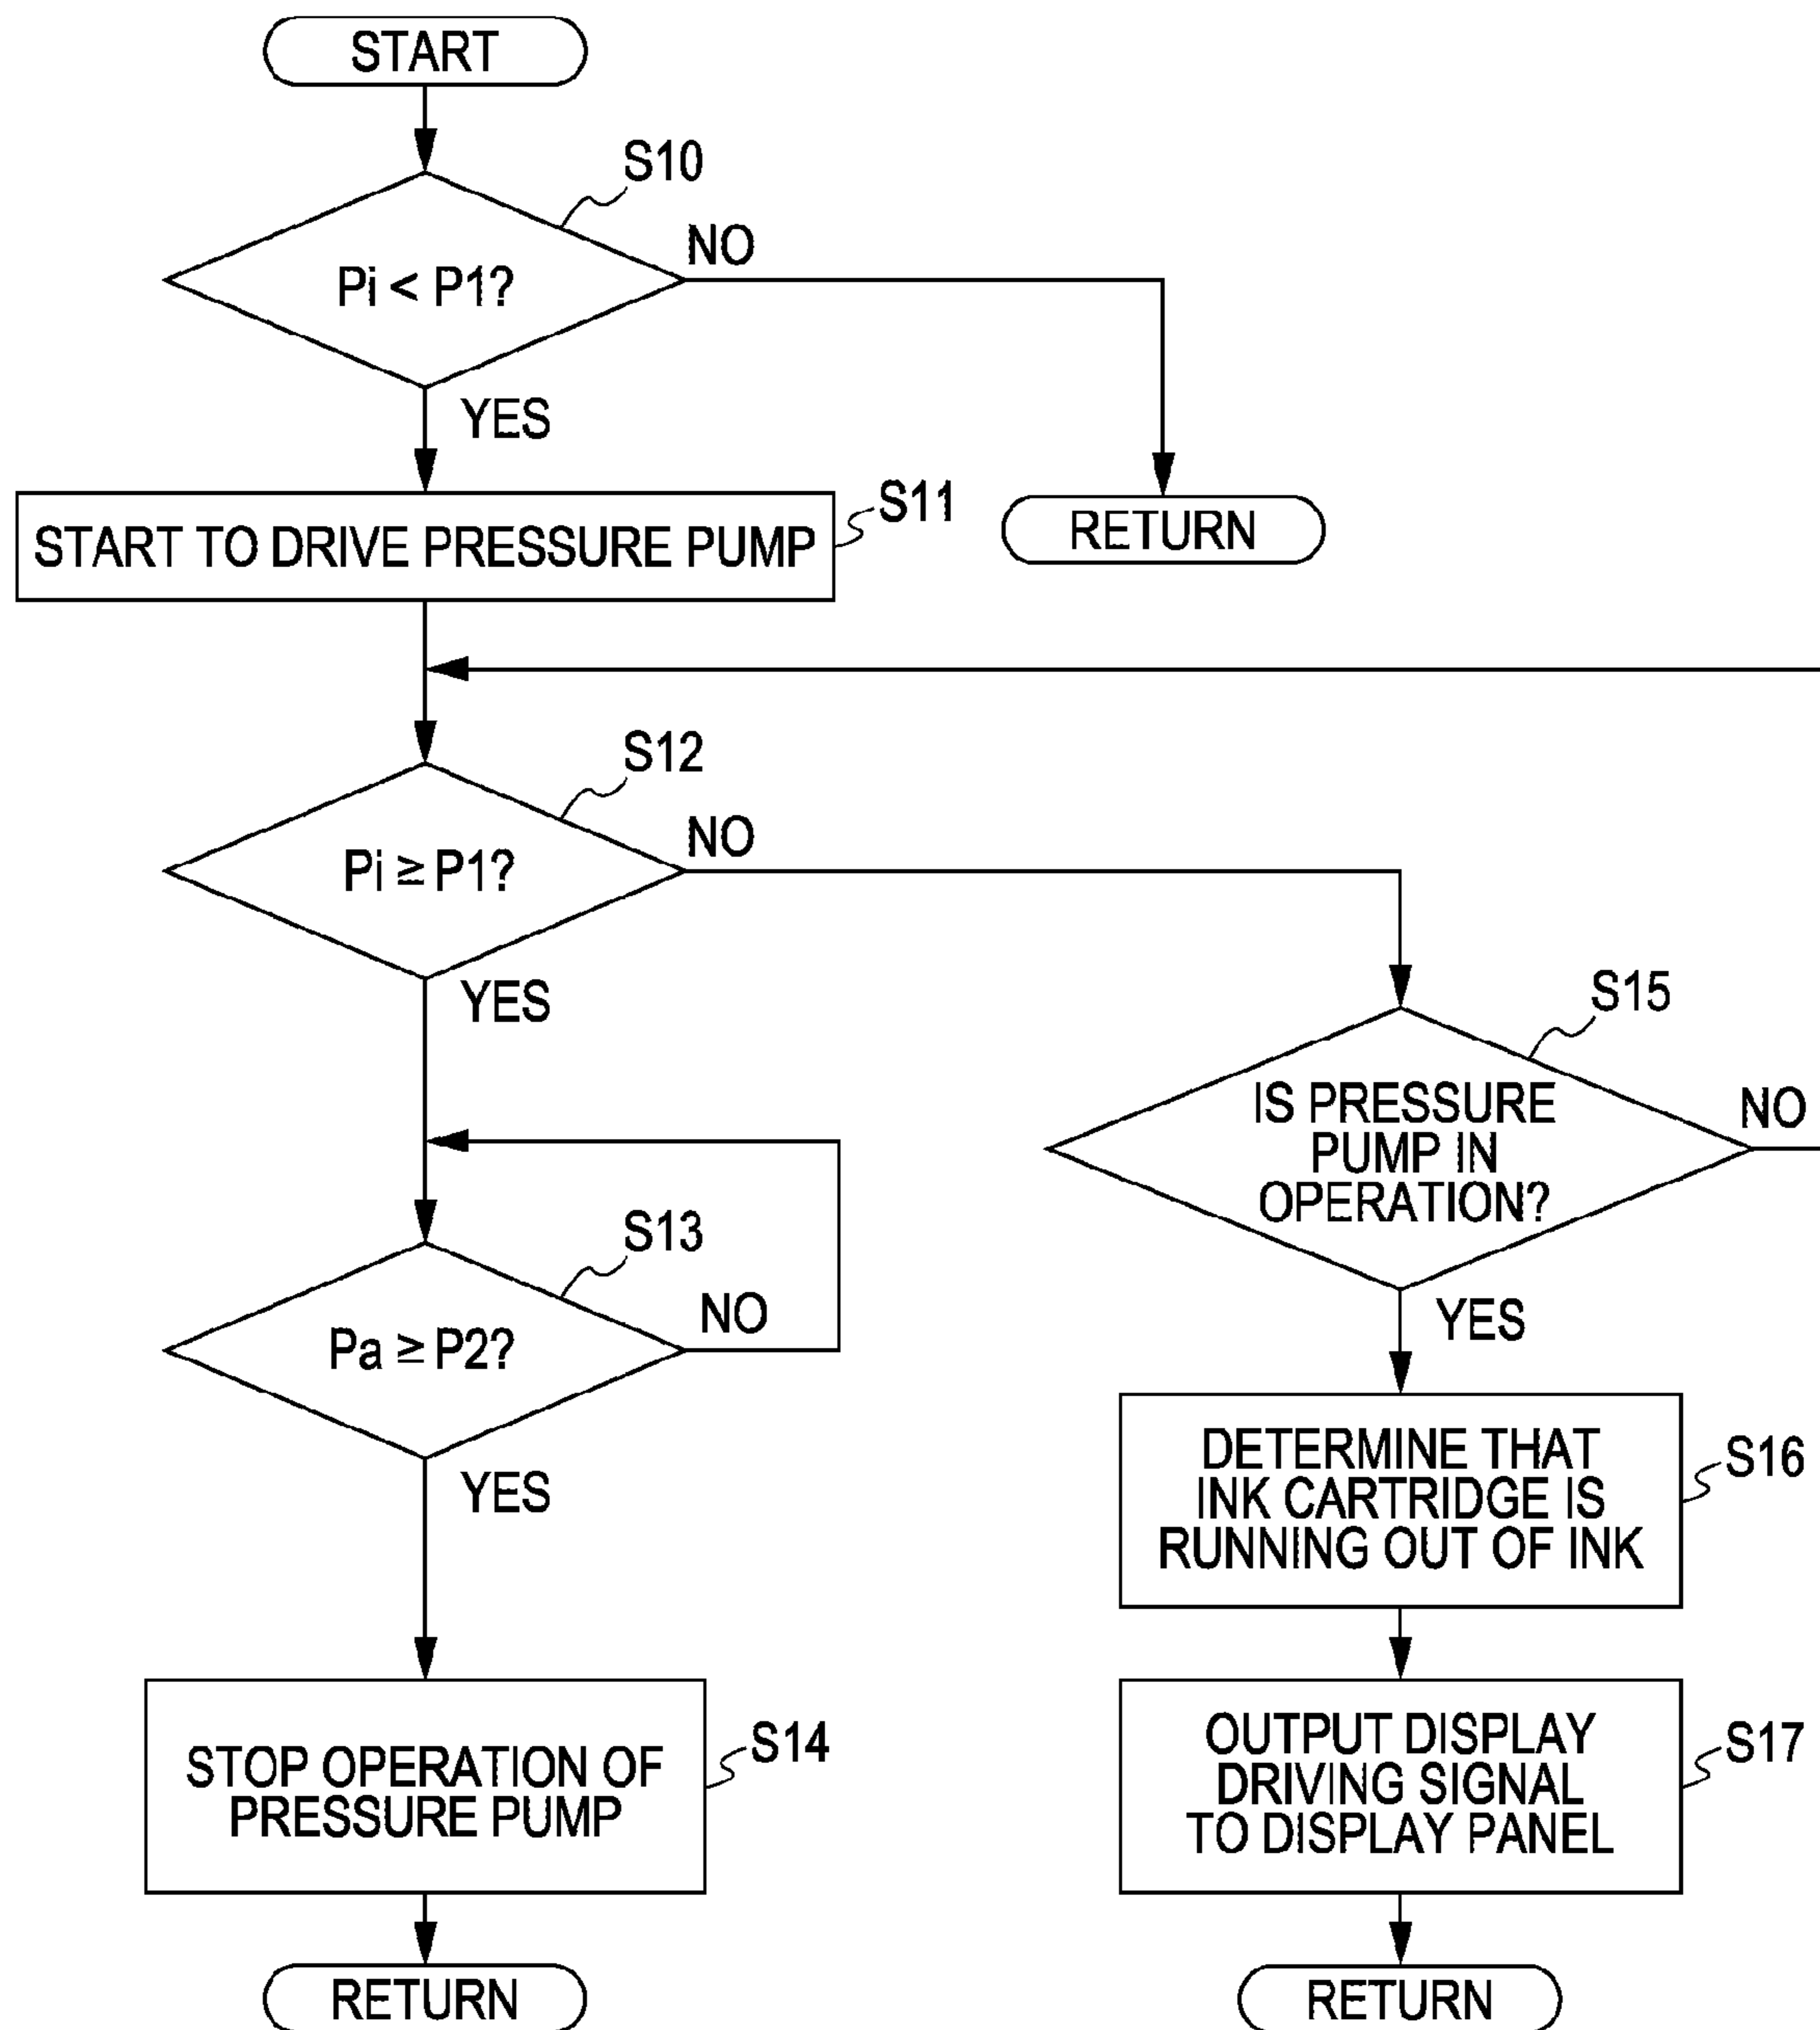 START
S10
Pi < P1?
NO
YES
S11
START TO DRIVE PRESSURE PUMP
RETURN
S12
Pi ≥ P1?
NO
YES
S15
IS PRESSURE
PUMP IN
OPERATION?
NO
YES
S13
Pa ≥ P2?
NO
YES
DETERMINE THAT
INK CARTRIDGE IS
RUNNING OUT OF INK
S16
STOP OPERATION OF
PRESSURE PUMP
S14
OUTPUT DISPLAY
DRIVING SIGNAL
TO DISPLAY PANEL
S17
RETURN
RETURN